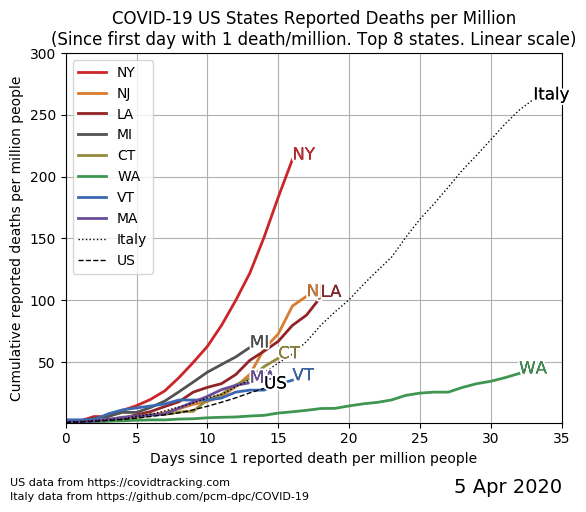 COVID-19 US States Reported Deaths per Million
(Since first day with 1 death/million. Top 8 states. Linear scale)
Cumulative reported deaths per million people
300
250
200
150
100
50
NY
NJ
LA
MI
CT
WA
VT
MA
Italy
US
Italy
NY
N
LA
MI
CT
WA
VT
M
US
0
5
10
15
20
25
30
35
Days since 1 reported death per million people
US data from https://covidtracking.com
Italy data from https://github.com/pcm-dpc/COVID-19
5 Apr 2020